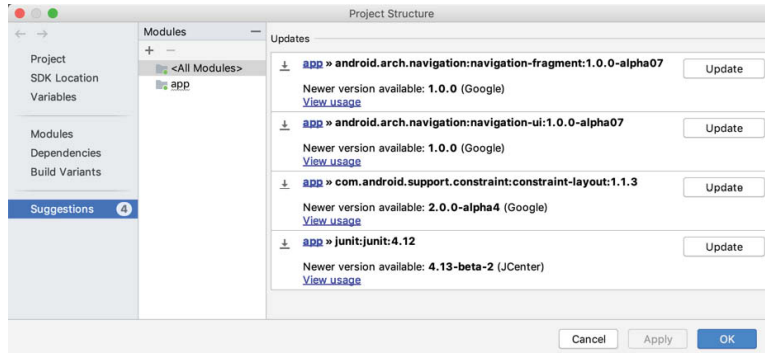 Project Structure
Project
SDK Location
Variables
Modules
Dependencies
Build Variants
Suggestions 4
Modules
<All Modules>
app
Updates
app » android.arch.navigation:navigation-fragment:1.0.0-alpha07
Update
Newer version available: 1.0.0 (Google)
View usage
app » android.arch.navigation:navigation-ui:1.0.0-alpha07
Update
Newer version available: 1.0.0 (Google)
View usage
app » com.android.support.constraint:constraint-layout:1.1.3
Update
Newer version available: 2.0.0-alpha4 (Google)
View usage
app » junit:junit:4.12
Update
Newer version available: 4.13-beta-2 (JCenter)
View usage
Cancel Apply OK